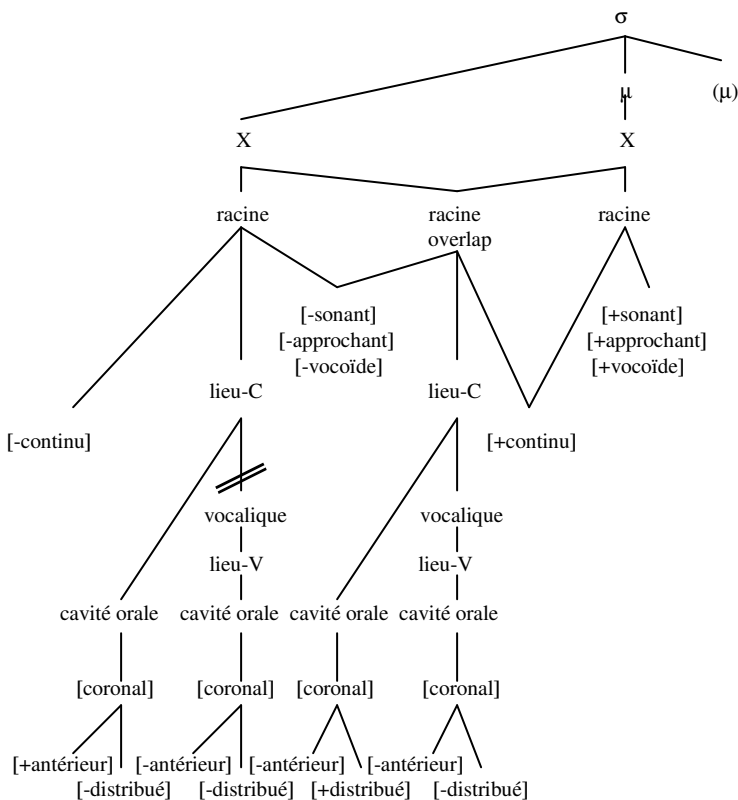 σ
μ (μ)
X X
racine racine racine
overlap
[-sonant] [+sonant]
[-approchant] [+approchant]
[-vocoïde] [+vocoïde]
lieu-C lieu-C
[-continu] [+continu]
vocalique vocalique
lieu-V lieu-V
cavité orale cavité orale cavité orale cavité orale
[coronal] [coronal] [coronal] [coronal]
[+antérieur] [-antérieur] [-antérieur] [-antérieur]
[-distribué] [-distribué] [+distribué] [-distribué]